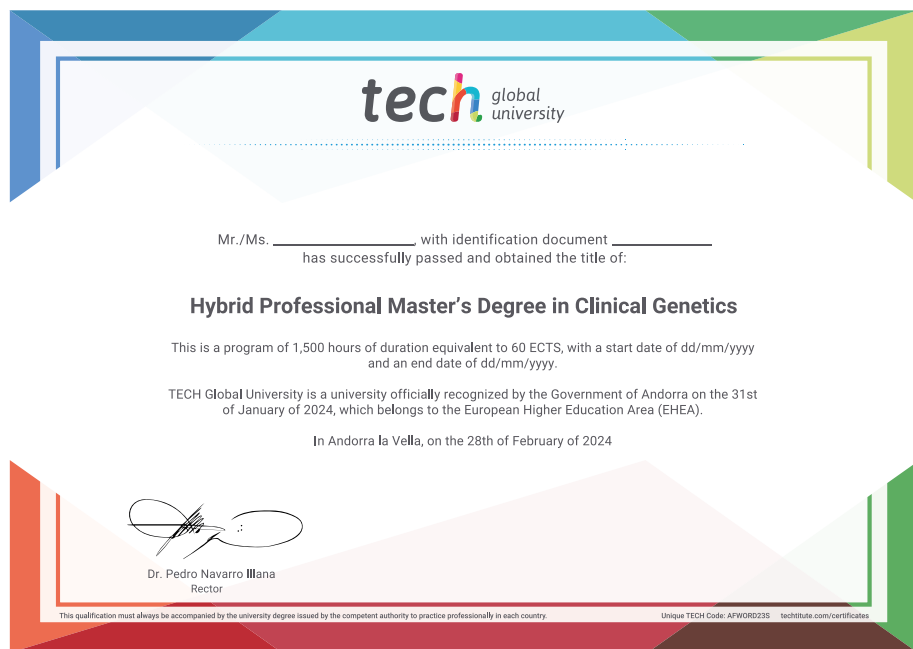 tech global university
Mr./Ms. ____________________, with identification document ______________
has successfully passed and obtained the title of:
Hybrid Professional Master's Degree in Clinical Genetics
This is a program of 1,500 hours of duration equivalent to 60 ECTS, with a start date of dd/mm/yyyy
and an end date of dd/mm/yyyy.
TECH Global University is a university officially recognized by the Government of Andorra on the 31st
of January of 2024, which belongs to the European Higher Education Area (EHEA).
In Andorra la Vella, on the 28th of February of 2024
Dr. Pedro Navarro Illana
Rector
This qualification must always be accompanied by the university degree issued by the competent authority to practice professionally in each country.
Unique TECH Code: AFWORD23S techtitute.com/certificates